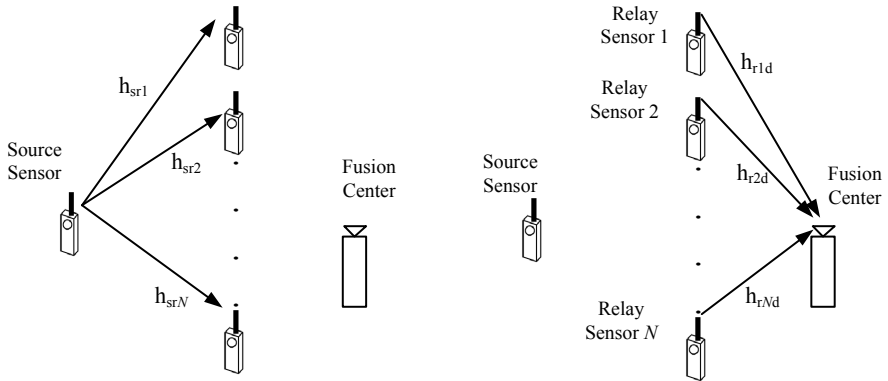 h_sr1
h_sr2
h_srN
Source
Sensor
Fusion
Center
Relay
Sensor 1
Relay
Sensor 2
Source
Sensor
Relay
Sensor N
h_r1d
h_r2d
h_rNd
Fusion
Center